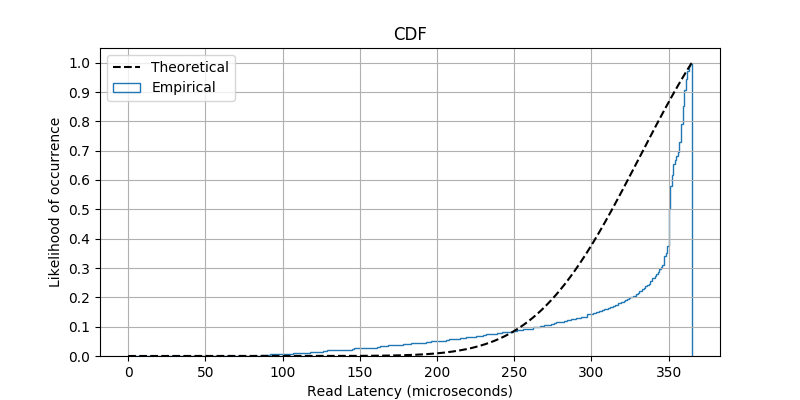 CDF
Theoretical
Empirical
Likelihood of occurrence
1.0
0.9
0.8
0.7
0.6
0.5
0.4
0.3
0.2
0.1
0.0
0 50 100 150 200 250 300 350
Read Latency (microseconds)